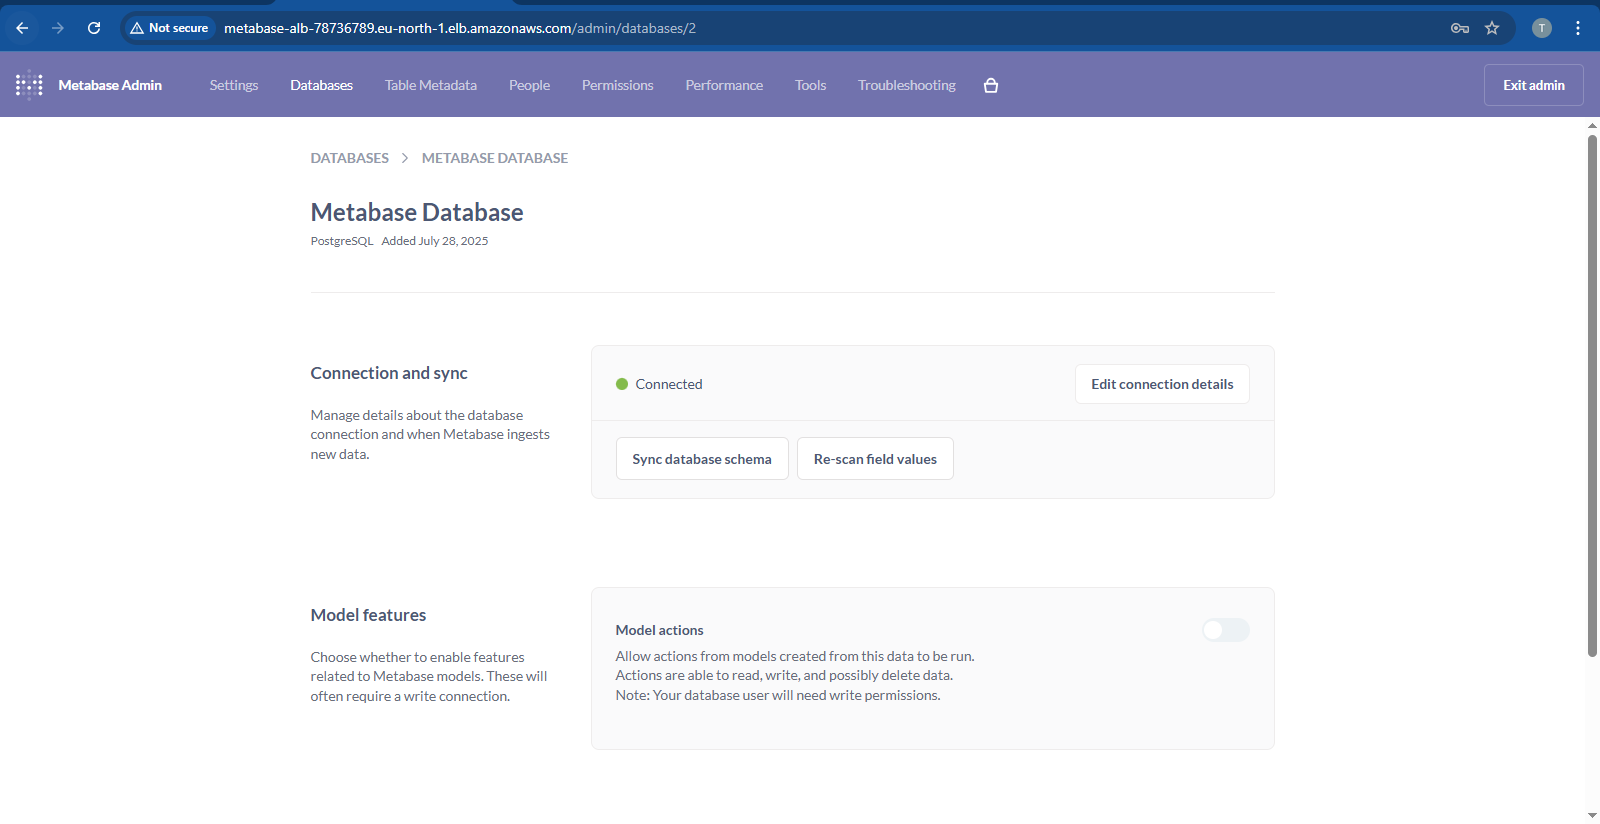 Not secure metabase-alb-78736789.eu-north-1.elb.amazonaws.com/admin/databases/2 T
Metabase Admin Settings Databases Table Metadata People Permissions Performance Tools Troubleshooting Exit admin
DATABASES > METABASE DATABASE
Metabase Database
PostgreSQL Added July 28, 2025
Connection and sync
Manage details about the database
connection and when Metabase ingests
new data.
Connected Edit connection details
Sync database schema Re-scan field values
Model features
Choose whether to enable features
related to Metabase models. These will
often require a write connection.
Model actions
Allow actions from models created from this data to be run.
Actions are able to read, write, and possibly delete data.
Note: Your database user will need write permissions.